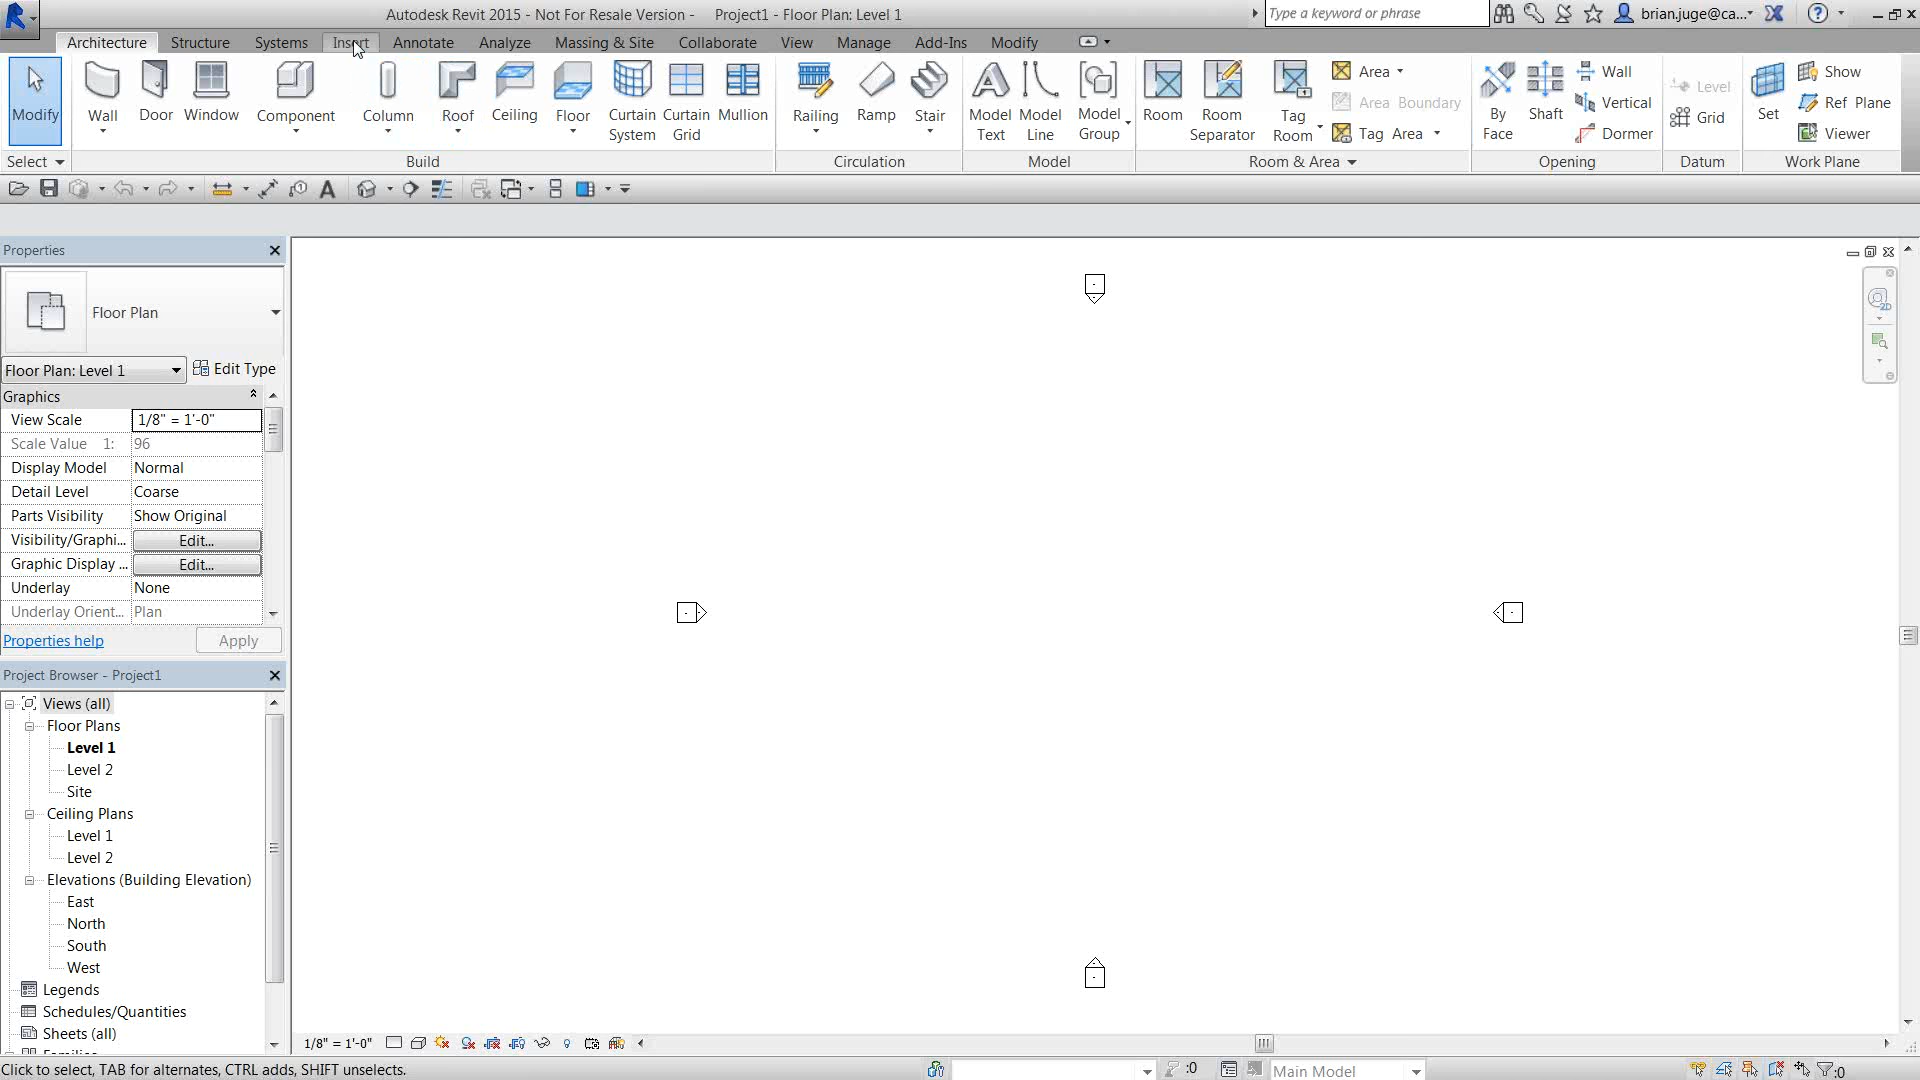 Autodesk Revit 2015 - Not For Resale Version - Project1 - Floor Plan: Level 1
Type a keyword or phrase
brian.juge@ca...
Architecture Structure Systems Insert Annotate Analyze Massing & Site Collaborate View Manage Add-Ins Modify
Modify
Wall
Door
Window
Component
Column
Roof
Ceiling
Floor
Curtain
System
Curtain
Grid
Mullion
Railing
Ramp
Stair
Model
Text
Model
Line
Model
Group
Room
Room
Separator
Tag
Room
Area
Area Boundary
Tag Area
By
Face
Shaft
Wall
Vertical
Dormer
Level
Grid
Set
Show
Ref Plane
Viewer
Select
Build
Circulation
Model
Room & Area
Opening
Datum
Work Plane
Properties
Floor Plan
Floor Plan: Level 1
Edit Type
Graphics
View Scale 1/8" = 1'-0"
Scale Value 1: 96
Display Model Normal
Detail Level Coarse
Parts Visibility Show Original
Visibility/Graphi... Edit...
Graphic Display ... Edit...
Underlay None
Underlay Orient... Plan
Properties help
Apply
Project Browser - Project1
Views (all)
Floor Plans
Level 1
Level 2
Site
Ceiling Plans
Level 1
Level 2
Elevations (Building Elevation)
East
North
South
West
Legends
Schedules/Quantities
Sheets (all)
2D
1/8" = 1'-0"
Click to select, TAB for alternates, CTRL adds, SHIFT unselects.
:0
Main Model
:0